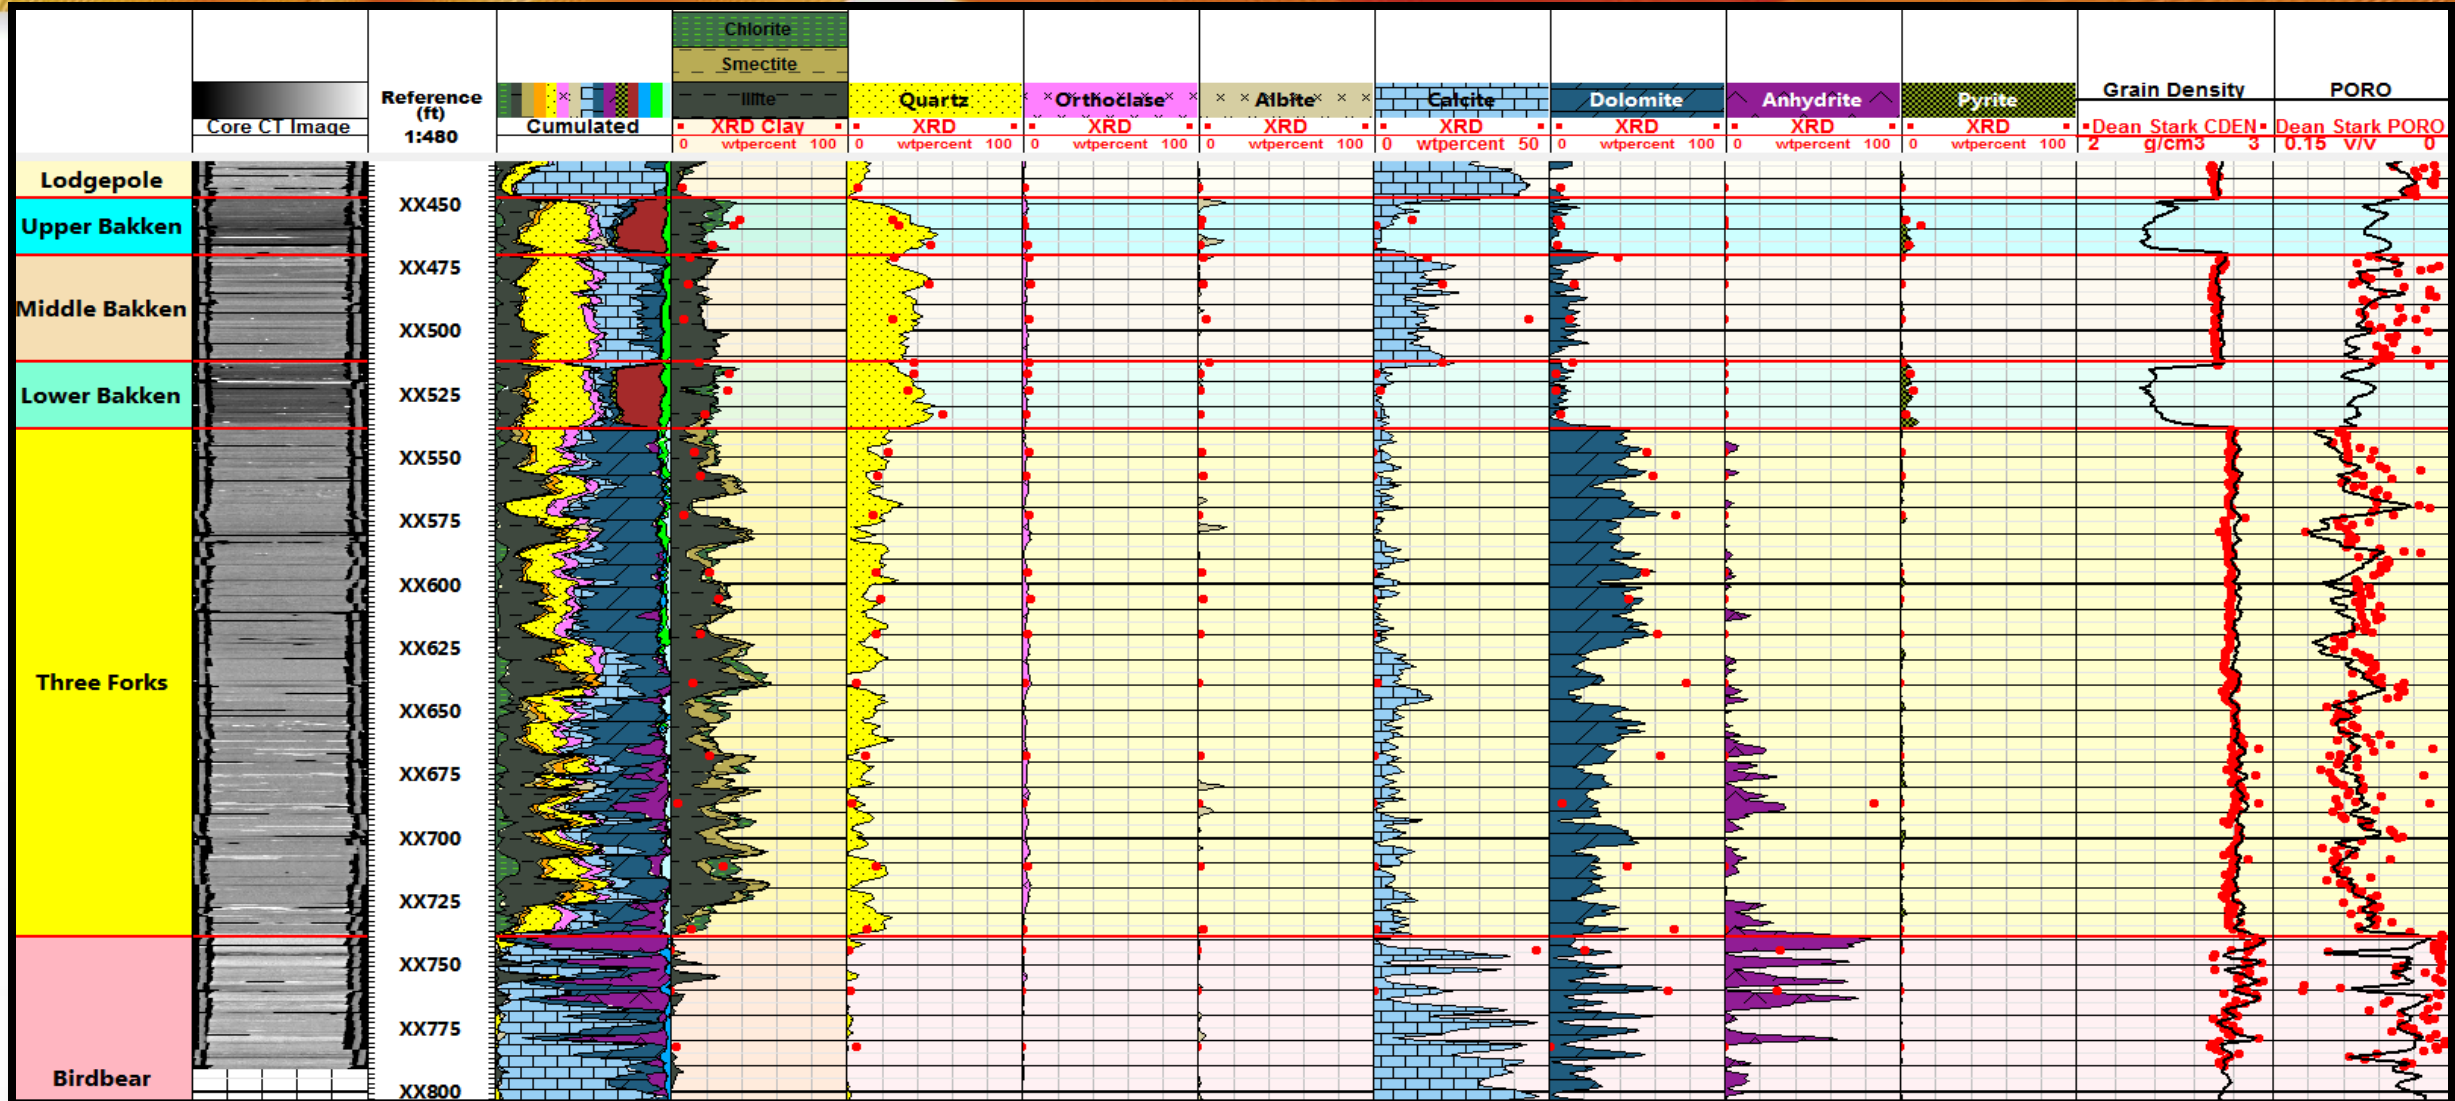 Chlorite
Smectite
Illite
Reference
(ft)
1:480
Core CT Image
Cumulated
XRD Clay
0 wtpercent 100
Quartz
XRD
0 wtpercent 100
Orthoclase
XRD
0 wtpercent 100
Albite
XRD
0 wtpercent 100
Calcite
XRD
0 wtpercent 50
Dolomite
XRD
0 wtpercent 100
Anhydrite
XRD
0 wtpercent 100
Pyrite
XRD
0 wtpercent 100
Grain Density
Dean Stark CDEN
2 g/cm3 3
PORO
Dean Stark PORO
0.15 v/v 0
Lodgepole
Upper Bakken
Middle Bakken
Lower Bakken
Three Forks
Birdbear
XX450
XX475
XX500
XX525
XX550
XX575
XX600
XX625
XX650
XX675
XX700
XX725
XX750
XX775
XX800